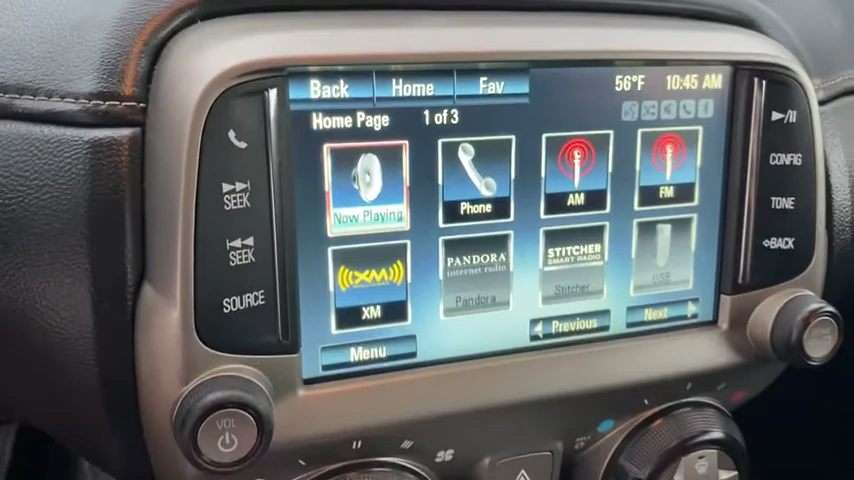 Back Home Fav 56°F 10:45 AM
Home Page 1 of 3
Now Playing Phone AM FM
XM
XM
PANDORA
internet radio
Pandora
STITCHER
SMART RADIO
Stitcher
USB
Menu Previous Next
SEEK
SEEK
SOURCE
VOL
CONFIG
TONE
BACK